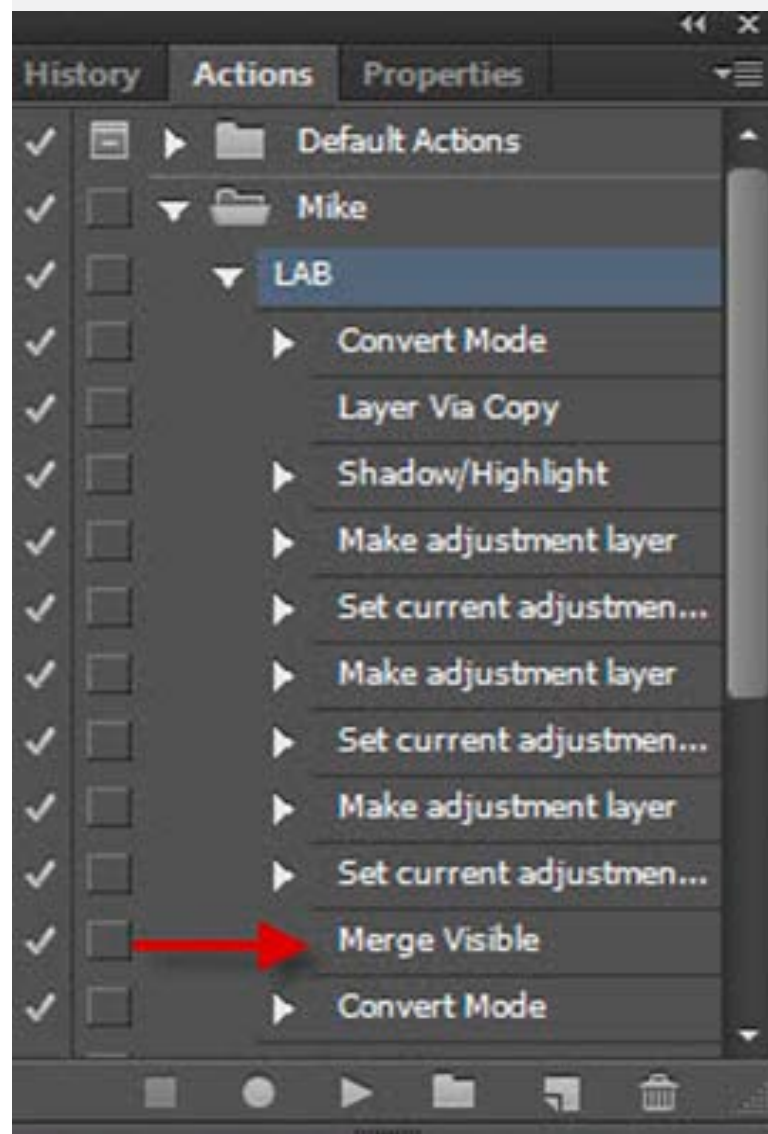 History Actions Properties
Default Actions
Mike
LAB
Convert Mode
Layer Via Copy
Shadow/Highlight
Make adjustment layer
Set current adjustmen...
Make adjustment layer
Set current adjustmen...
Make adjustment layer
Set current adjustmen...
Merge Visible
Convert Mode